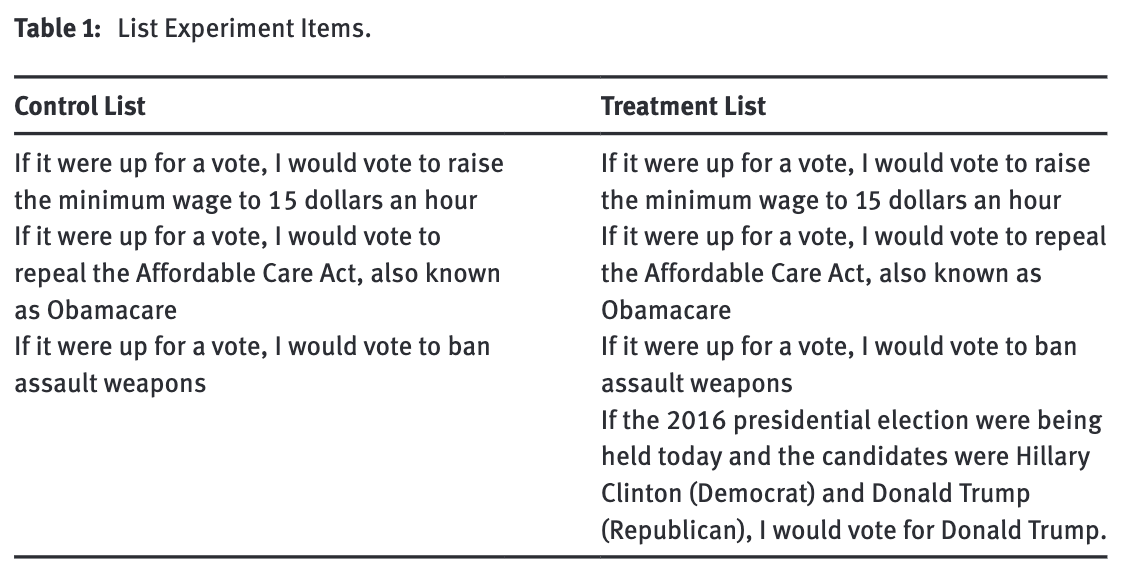 Table 1: List Experiment Items.
Control List
Treatment List
If it were up for a vote, I would vote to raise
the minimum wage to 15 dollars an hour
If it were up for a vote, I would vote to
repeal the Affordable Care Act, also known
as Obamacare
If it were up for a vote, I would vote to ban
assault weapons
If it were up for a vote, I would vote to raise
the minimum wage to 15 dollars an hour
If it were up for a vote, I would vote to repeal
the Affordable Care Act, also known as
Obamacare
If it were up for a vote, I would vote to ban
assault weapons
If the 2016 presidential election were being
held today and the candidates were Hillary
Clinton (Democrat) and Donald Trump
(Republican), I would vote for Donald Trump.